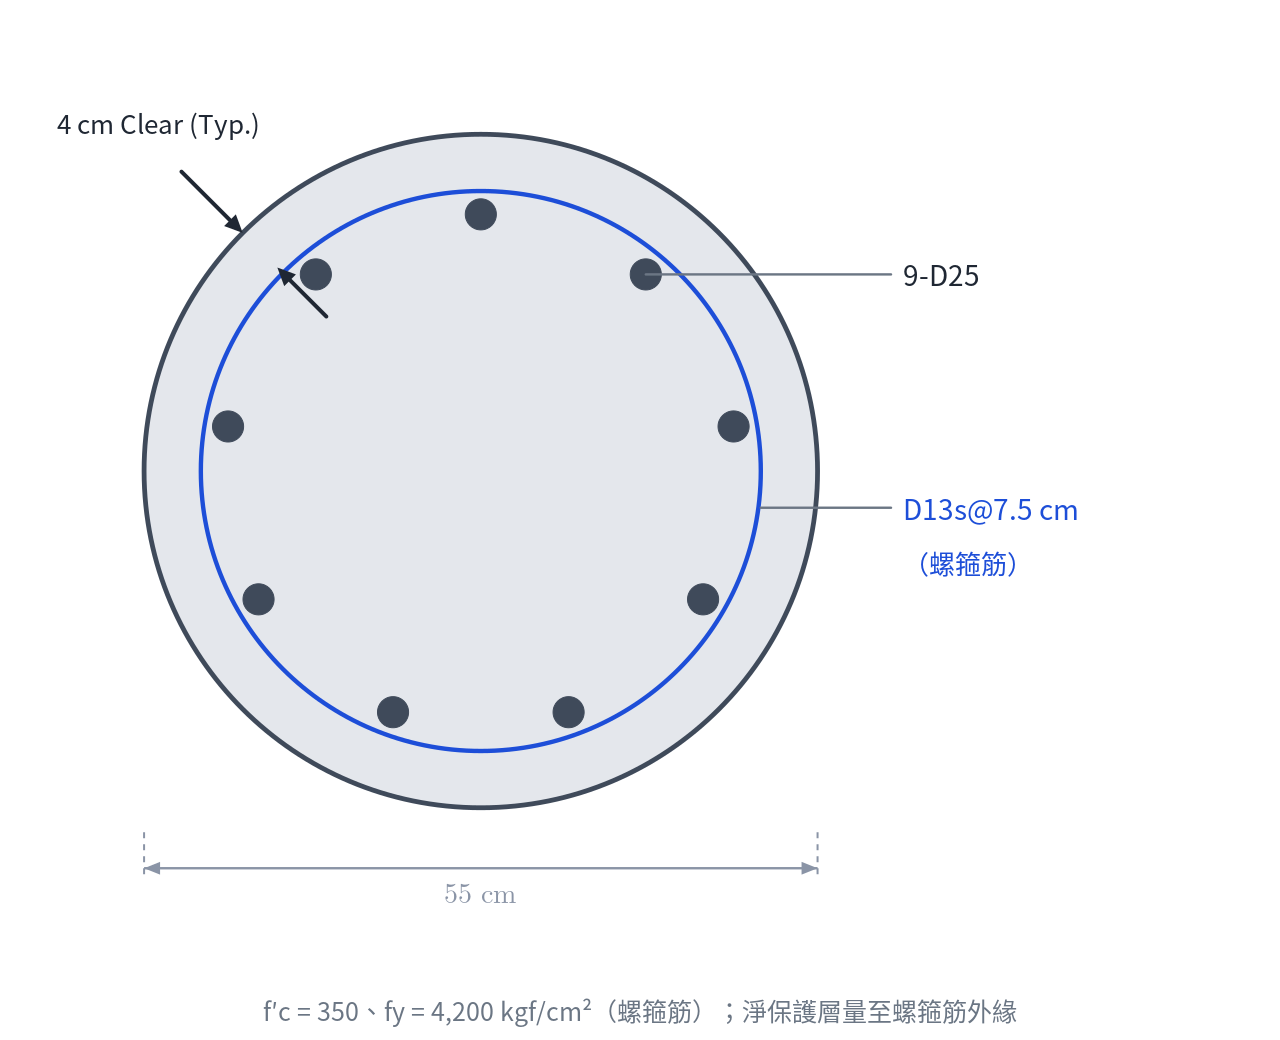 4 cm Clear (Typ.)
9-D25
D13s@7.5 cm
（螺箍筋）
55 cm
f′c = 350、fy = 4,200 kgf/cm²（螺箍筋）；淨保護層量至螺箍筋外緣